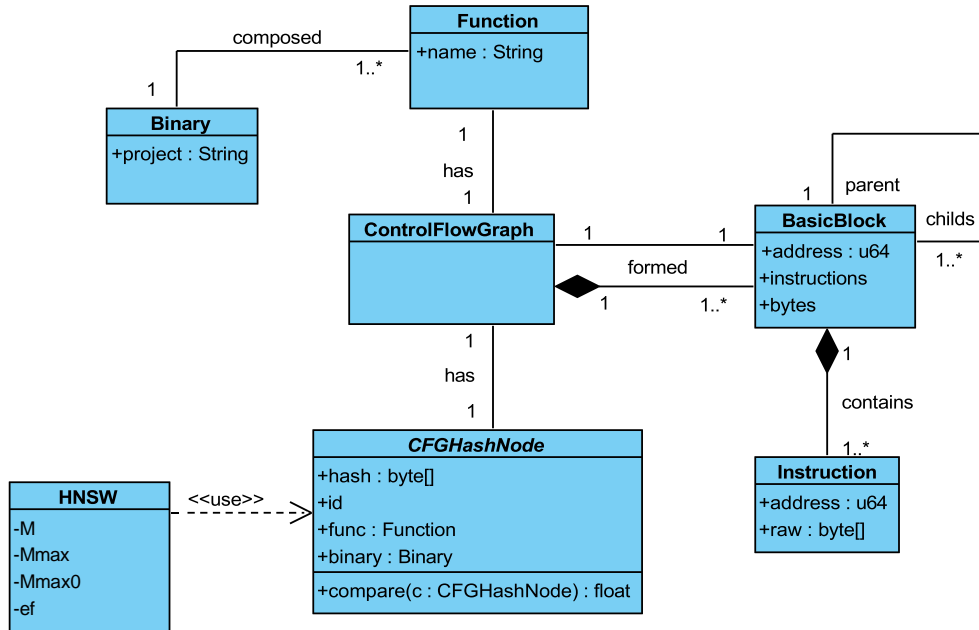 Function
+name : String
composed
1..*
1
Binary
+project : String
1
has
1
ControlFlowGraph
1
1
formed
1
1..*
1
parent
BasicBlock
+address : u64
+instructions
+bytes
childs
1..*
1
contains
1..*
Instruction
+address : u64
+raw : byte[]
1
has
1
CFGHashNode
+hash : byte[]
+id
+func : Function
+binary : Binary
+compare(c : CFGHashNode) : float
<<use>>
HNSW
-M
-Mmax
-Mmax0
-ef